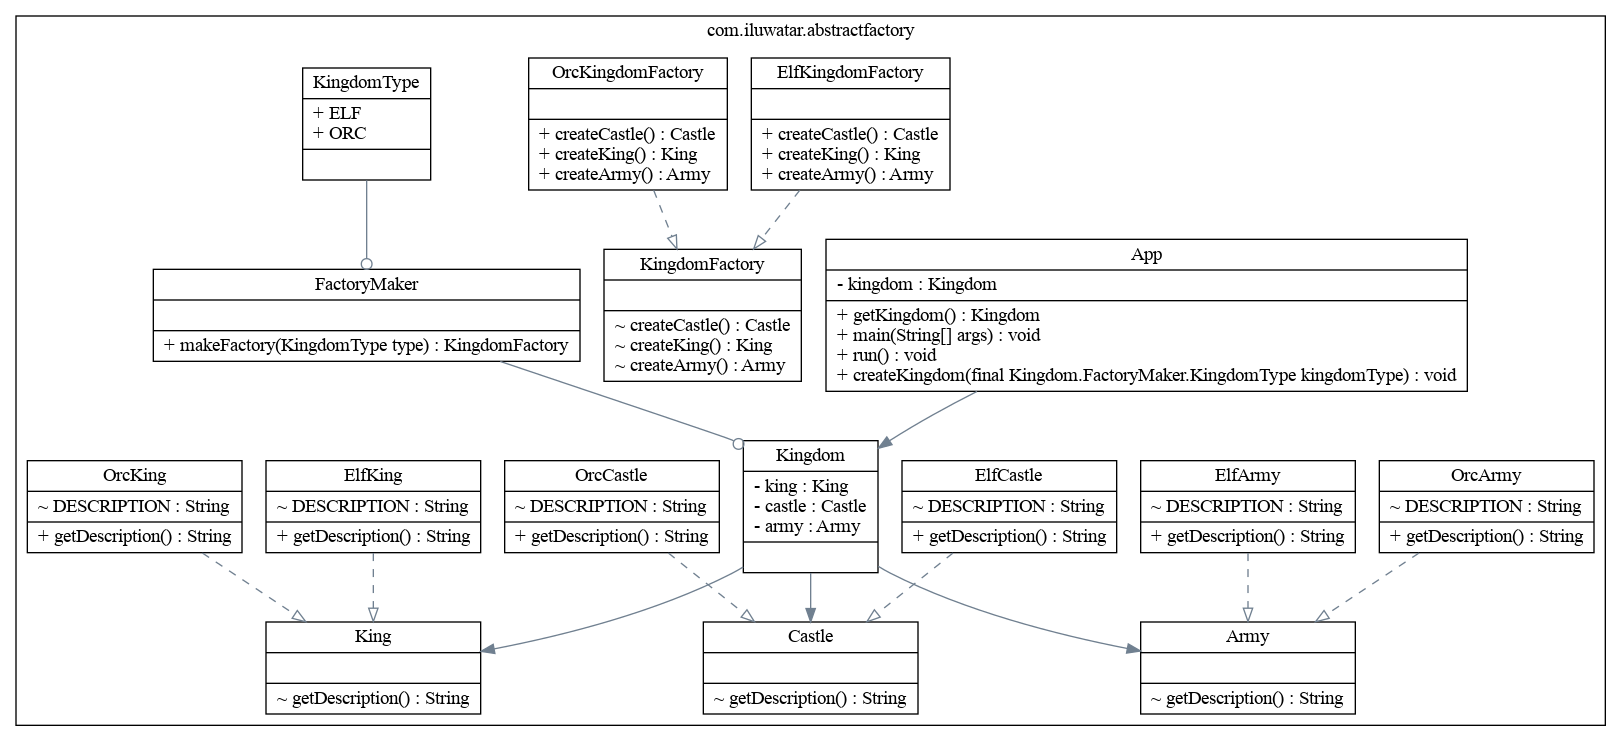 com.iluwatar.abstractfactory
KingdomType
+ ELF
+ ORC
OrcKingdomFactory
+ createCastle() : Castle
+ createKing() : King
+ createArmy() : Army
ElfKingdomFactory
+ createCastle() : Castle
+ createKing() : King
+ createArmy() : Army
FactoryMaker
+ makeFactory(KingdomType type) : KingdomFactory
KingdomFactory
~ createCastle() : Castle
~ createKing() : King
~ createArmy() : Army
App
- kingdom : Kingdom
+ getKingdom() : Kingdom
+ main(String[] args) : void
+ run() : void
+ createKingdom(final Kingdom.FactoryMaker.KingdomType kingdomType) : void
OrcKing
~ DESCRIPTION : String
+ getDescription() : String
ElfKing
~ DESCRIPTION : String
+ getDescription() : String
OrcCastle
~ DESCRIPTION : String
+ getDescription() : String
Kingdom
- king : King
- castle : Castle
- army : Army
ElfCastle
~ DESCRIPTION : String
+ getDescription() : String
ElfArmy
~ DESCRIPTION : String
+ getDescription() : String
OrcArmy
~ DESCRIPTION : String
+ getDescription() : String
King
~ getDescription() : String
Castle
~ getDescription() : String
Army
~ getDescription() : String